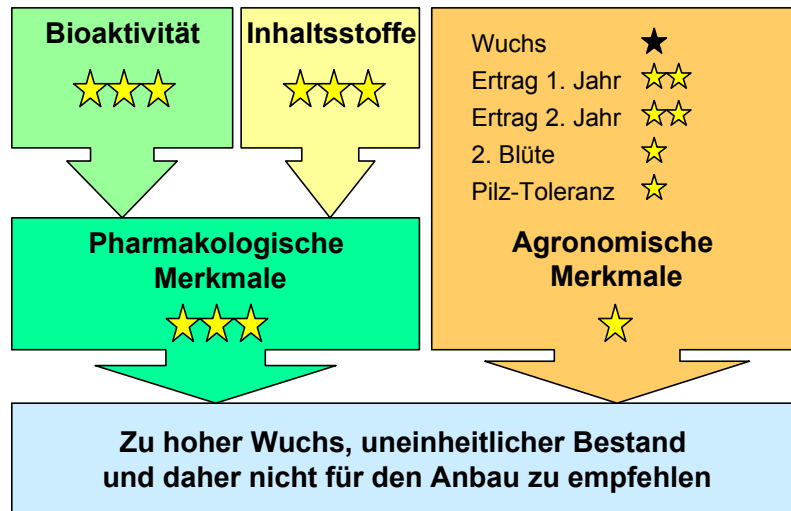 Bioaktivität
Inhaltsstoffe
Wuchs
Ertrag 1. Jahr
Ertrag 2. Jahr
2. Blüte
Pilz-Toleranz
Pharmakologische
Merkmale
Agronomische
Merkmale
Zu hoher Wuchs, uneinheitlicher Bestand
und daher nicht für den Anbau zu empfehlen